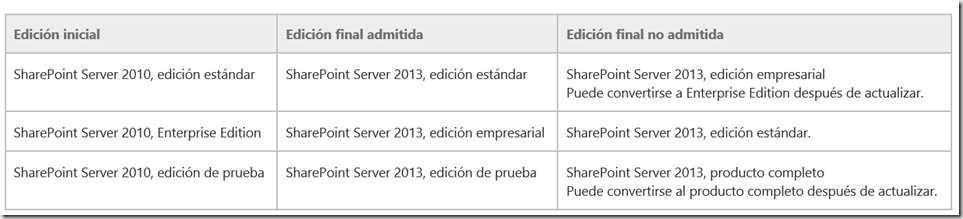 Edición inicial
Edición final admitida
Edición final no admitida
SharePoint Server 2010, edición estándar
SharePoint Server 2013, edición estándar
SharePoint Server 2013, edición empresarial
Puede convertirse a Enterprise Edition después de actualizar.
SharePoint Server 2010, Enterprise Edition
SharePoint Server 2013, edición empresarial
SharePoint Server 2013, edición estándar.
SharePoint Server 2010, edición de prueba
SharePoint Server 2013, edición de prueba
SharePoint Server 2013, producto completo
Puede convertirse al producto completo después de actualizar.